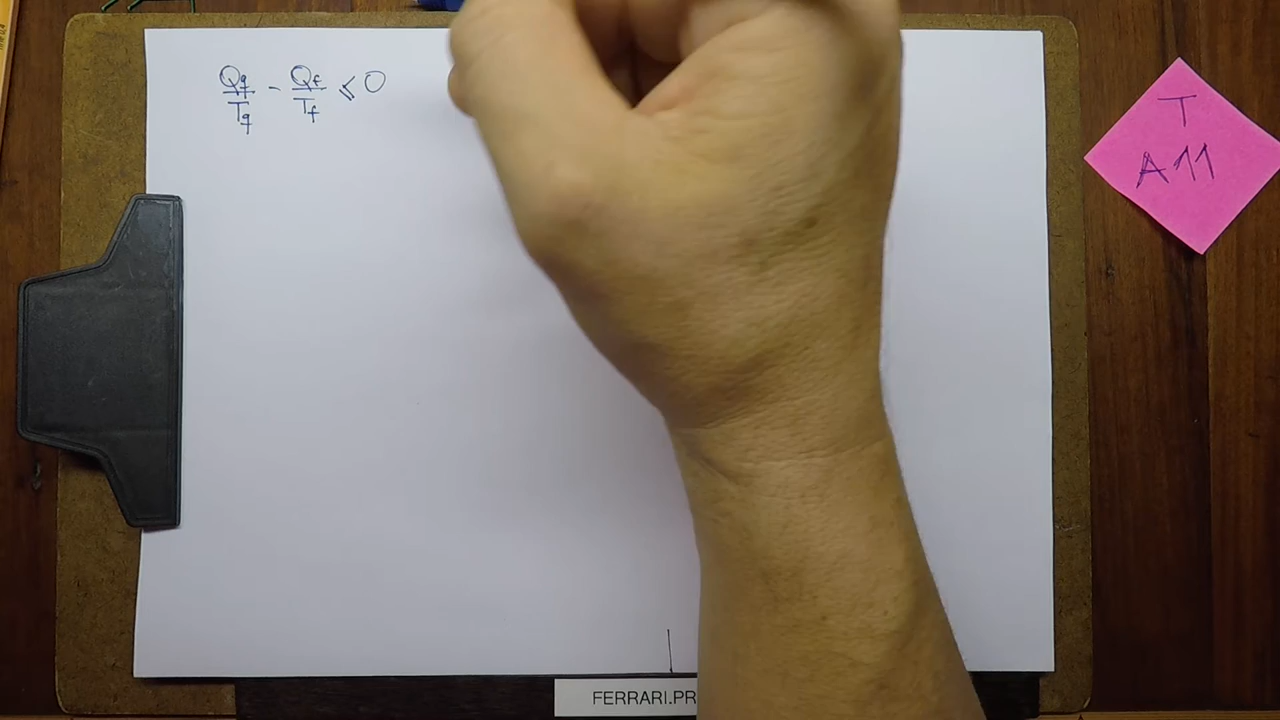 Qq/Tq - Qf/Tf ≤ 0
T
A11
FERRARI.PR